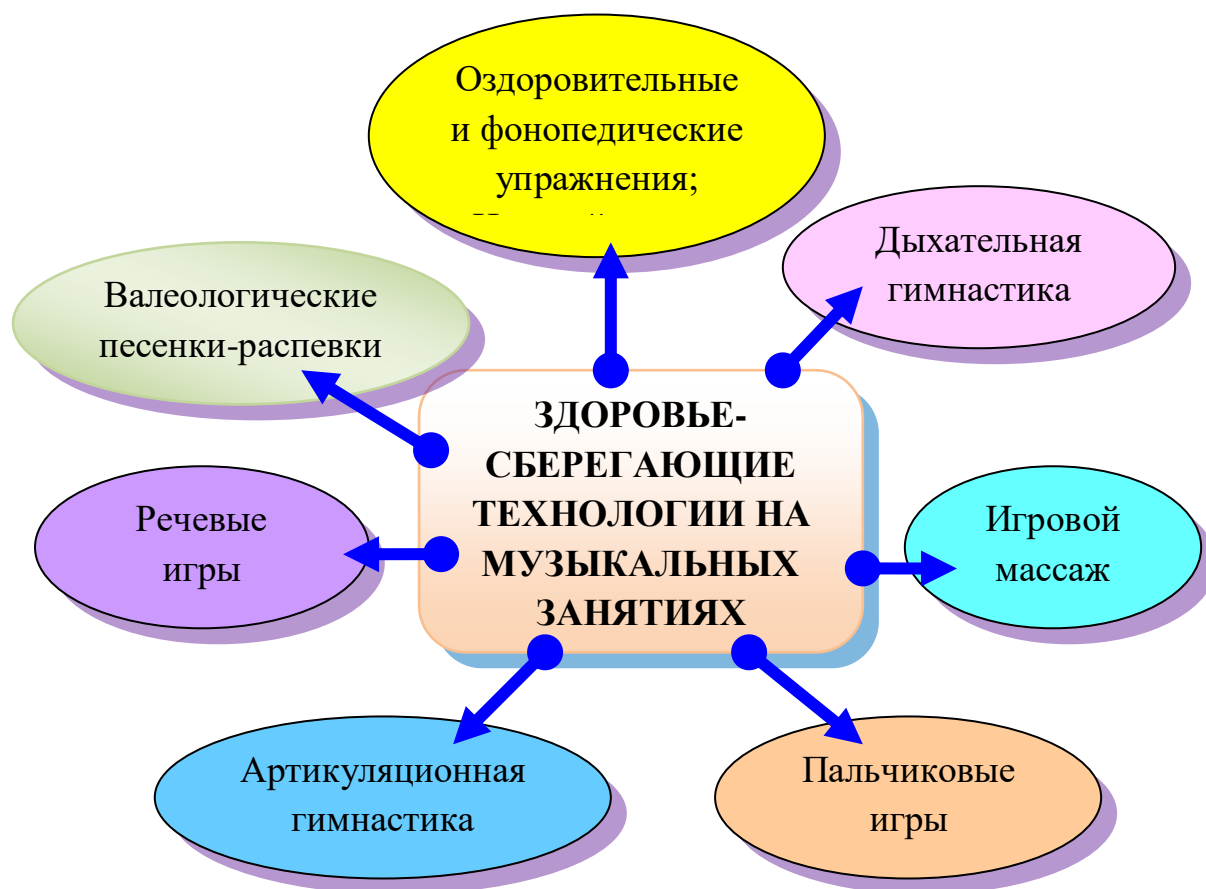 Оздоровительные
и фонопедические
упражнения;
Дыхательная
гимнастика
Валеологические
песенки-распевки
ЗДОРОВЬЕ-
СБЕРЕГАЮЩИЕ
ТЕХНОЛОГИИ НА
МУЗЫКАЛЬНЫХ
ЗАНЯТИЯХ
Речевые
игры
Игровой
массаж
Артикуляционная
гимнастика
Пальчиковые
игры